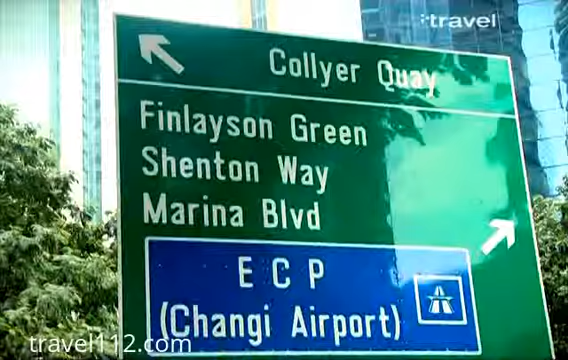 travel
Collyer Quay
Finlayson Green
Shenton Way
Marina Blvd
E C P
(Changi Airport)
travel112.com